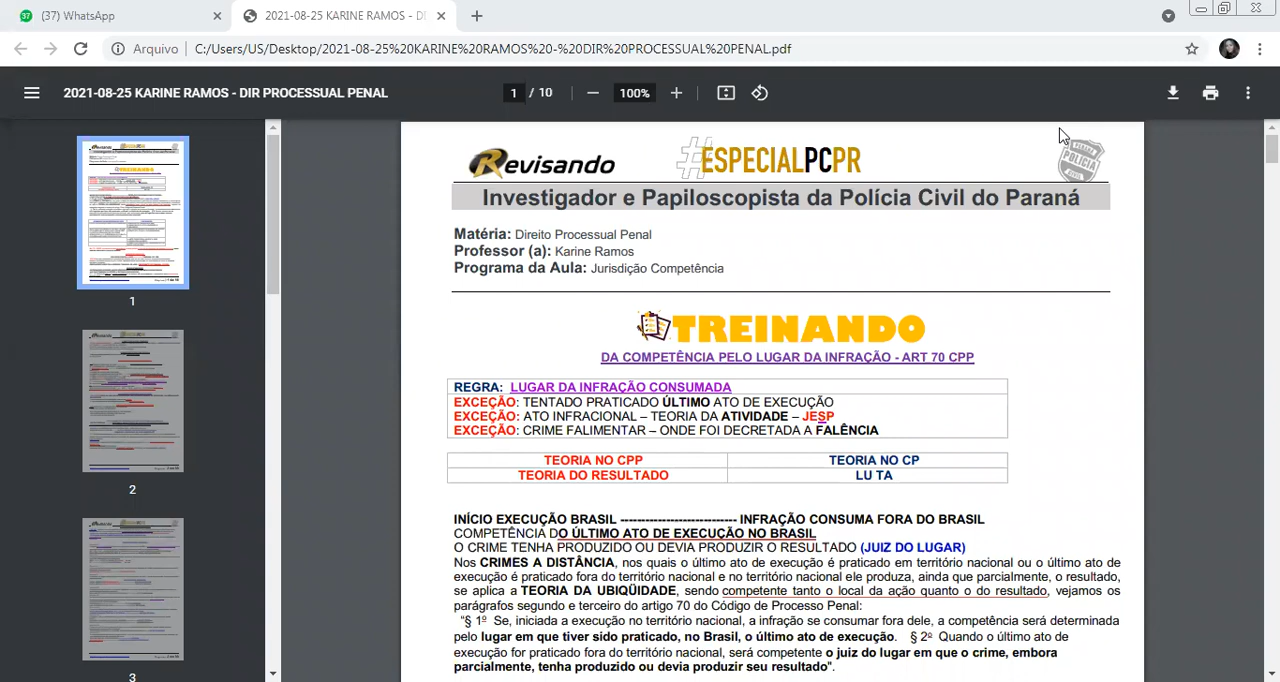 (37) WhatsApp
2021-08-25 KARINE RAMOS - D
Arquivo C:/Users/US/Desktop/2021-08-25%20KARINE%20RAMOS%20-%20DIR%20PROCESSUAL%20PENAL.pdf
2021-08-25 KARINE RAMOS - DIR PROCESSUAL PENAL
1 / 10
100%
Revisando
#ESPECIALPCPR
POLÍCIA
Investigador e Papiloscopista - Polícia Civil do Paraná
Matéria: Direito Processual Penal
Professor (a): Karine Ramos
Programa da Aula: Jurisdição Competência
TREINANDO
DA COMPETÊNCIA PELO LUGAR DA INFRAÇÃO - ART 70 CPP
REGRA: LUGAR DA INFRAÇÃO CONSUMADA
EXCEÇÃO: TENTADO PRATICADO ÚLTIMO ATO DE EXECUÇÃO
EXCEÇÃO: ATO INFRACIONAL – TEORIA DA ATIVIDADE – JESP
EXCEÇÃO: CRIME FALIMENTAR – ONDE FOI DECRETADA A FALÊNCIA
TEORIA NO CPP TEORIA NO CP
TEORIA DO RESULTADO LU TA
INÍCIO EXECUÇÃO BRASIL --------------------------- INFRAÇÃO CONSUMA FORA DO BRASIL
COMPETÊNCIA DO ÚLTIMO ATO DE EXECUÇÃO NO BRASIL
O CRIME TENHA PRODUZIDO OU DEVIA PRODUZIR O RESULTADO (JUIZ DO LUGAR)
Nos CRIMES A DISTÂNCIA, nos quais o último ato de execução é praticado em território nacional ou o último ato de
execução é praticado fora do território nacional e no território nacional se produz, ainda que parcialmente, o resultado,
se aplica a TEORIA DA UBIQÜIDADE, sendo competente tanto local da ação quanto o do resultado, vejamos os
parágrafos primeiro e terceiro do artigo 70 do Código de Processo Penal:
"§ 1º Se, iniciada a execução no território nacional, a infração se consumar fora dele, a competência será determinada
pelo lugar em que tiver sido praticado, no Brasil, o último ato de execução. § 2º Quando o último ato de
execução for praticado fora do território nacional, será competente o juiz do lugar em que o crime, embora
parcialmente, tenha produzido ou devia produzir seu resultado".
1
2
3